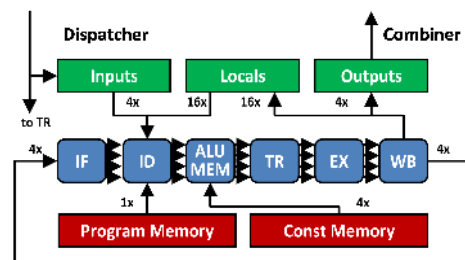 Dispatcher
Combiner
Inputs
Locals
Outputs
4x
16x
16x
4x
to TR
4x
IF
ID
ALU
MEM
TR
EX
WB
4x
1x
4x
Program Memory
Const Memory